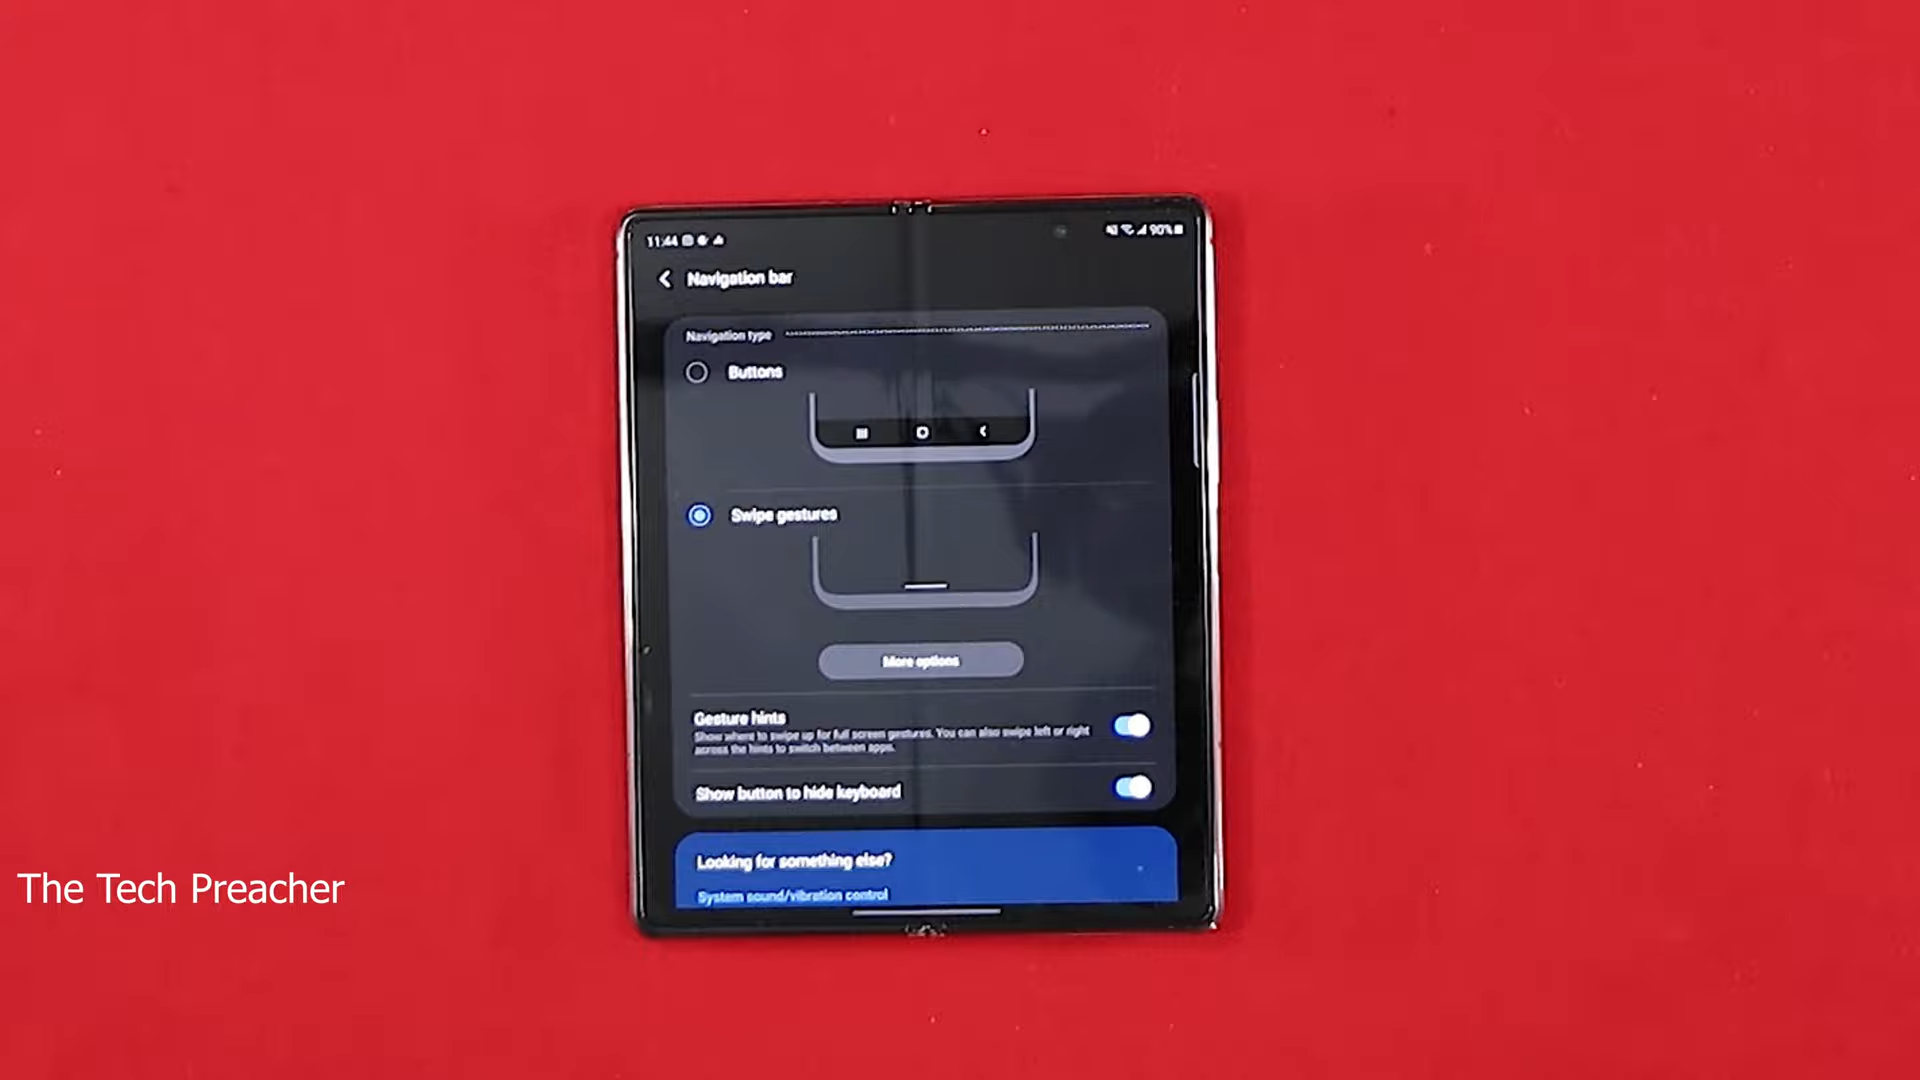 11:44
90%
Navigation bar
Navigation type
Buttons
Swipe gestures
More options
Gesture hints
Show where to swipe up for full screen gestures. You can also swipe left or right
across the hints to switch between apps.
Show button to hide keyboard
Looking for something else?
System sound/vibration control
The Tech Preacher